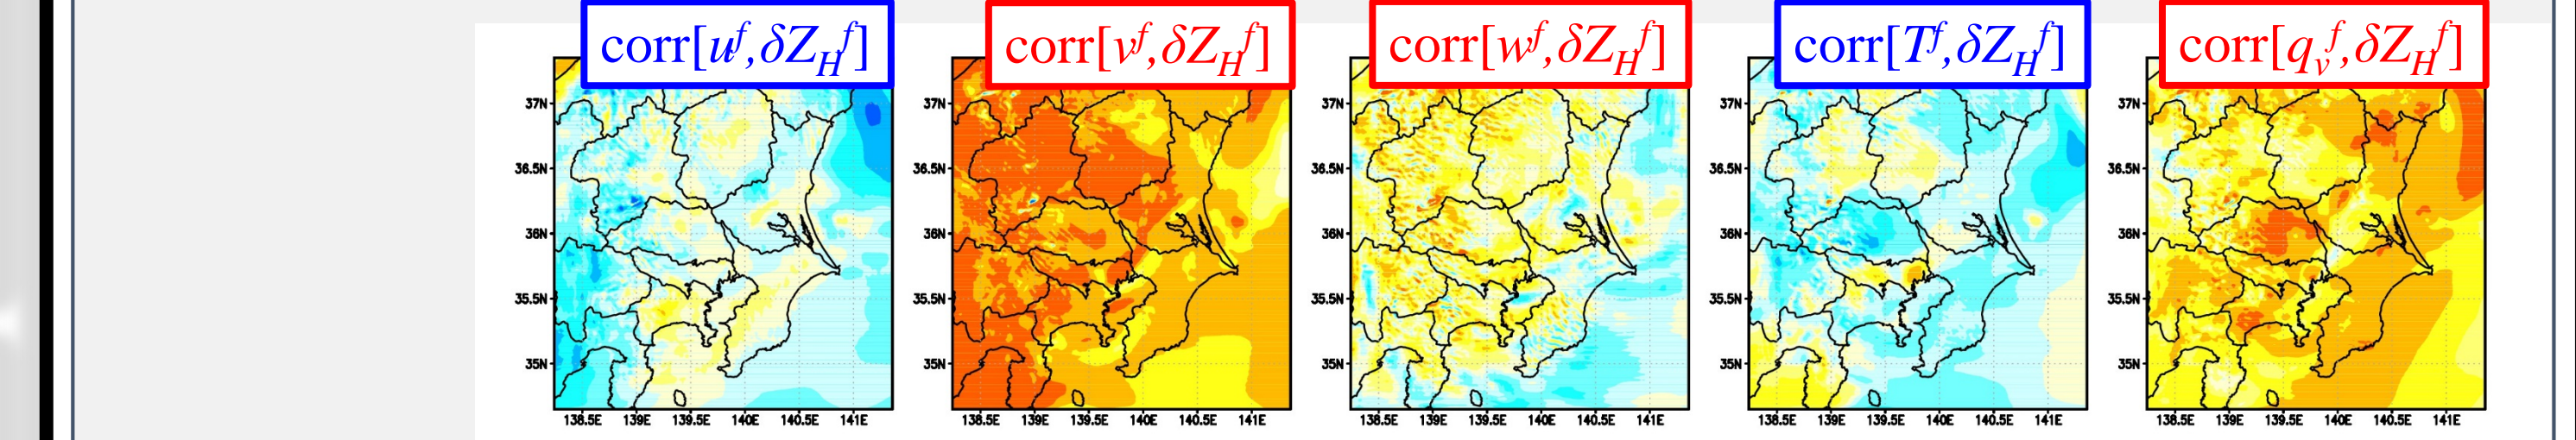 corr[u^f,δZ_H^f] corr[v^f,δZ_H^f] corr[w^f,δZ_H^f] corr[T^f,δZ_H^f] corr[q_v^f,δZ_H^f]
37N 37N 37N 37N 37N
36.5N 36.5N 36.5N 36.5N 36.5N
36N 36N 36N 36N 36N
35.5N 35.5N 35.5N 35.5N 35.5N
35N 35N 35N 35N 35N
138.5E 139E 139.5E 140E 140.5E 141E 138.5E 139E 139.5E 140E 140.5E 141E 138.5E 139E 139.5E 140E 140.5E 141E 138.5E 139E 139.5E 140E 140.5E 141E 138.5E 139E 139.5E 140E 140.5E 141E